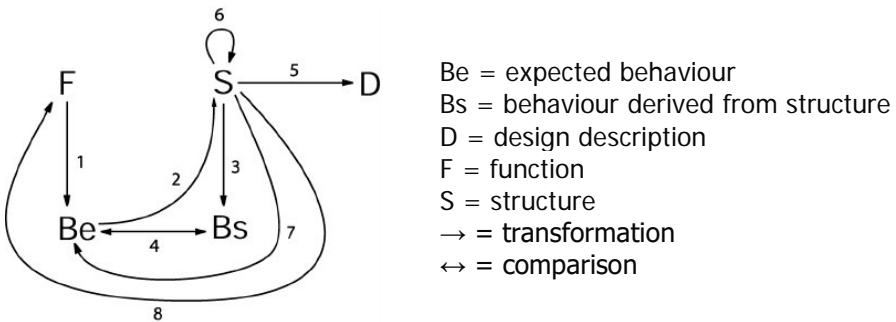 6
F
S
5
D
1
2
3
Be
4
Bs
7
8
Be = expected behaviour
Bs = behaviour derived from structure
D = design description
F = function
S = structure
→ = transformation
↔ = comparison